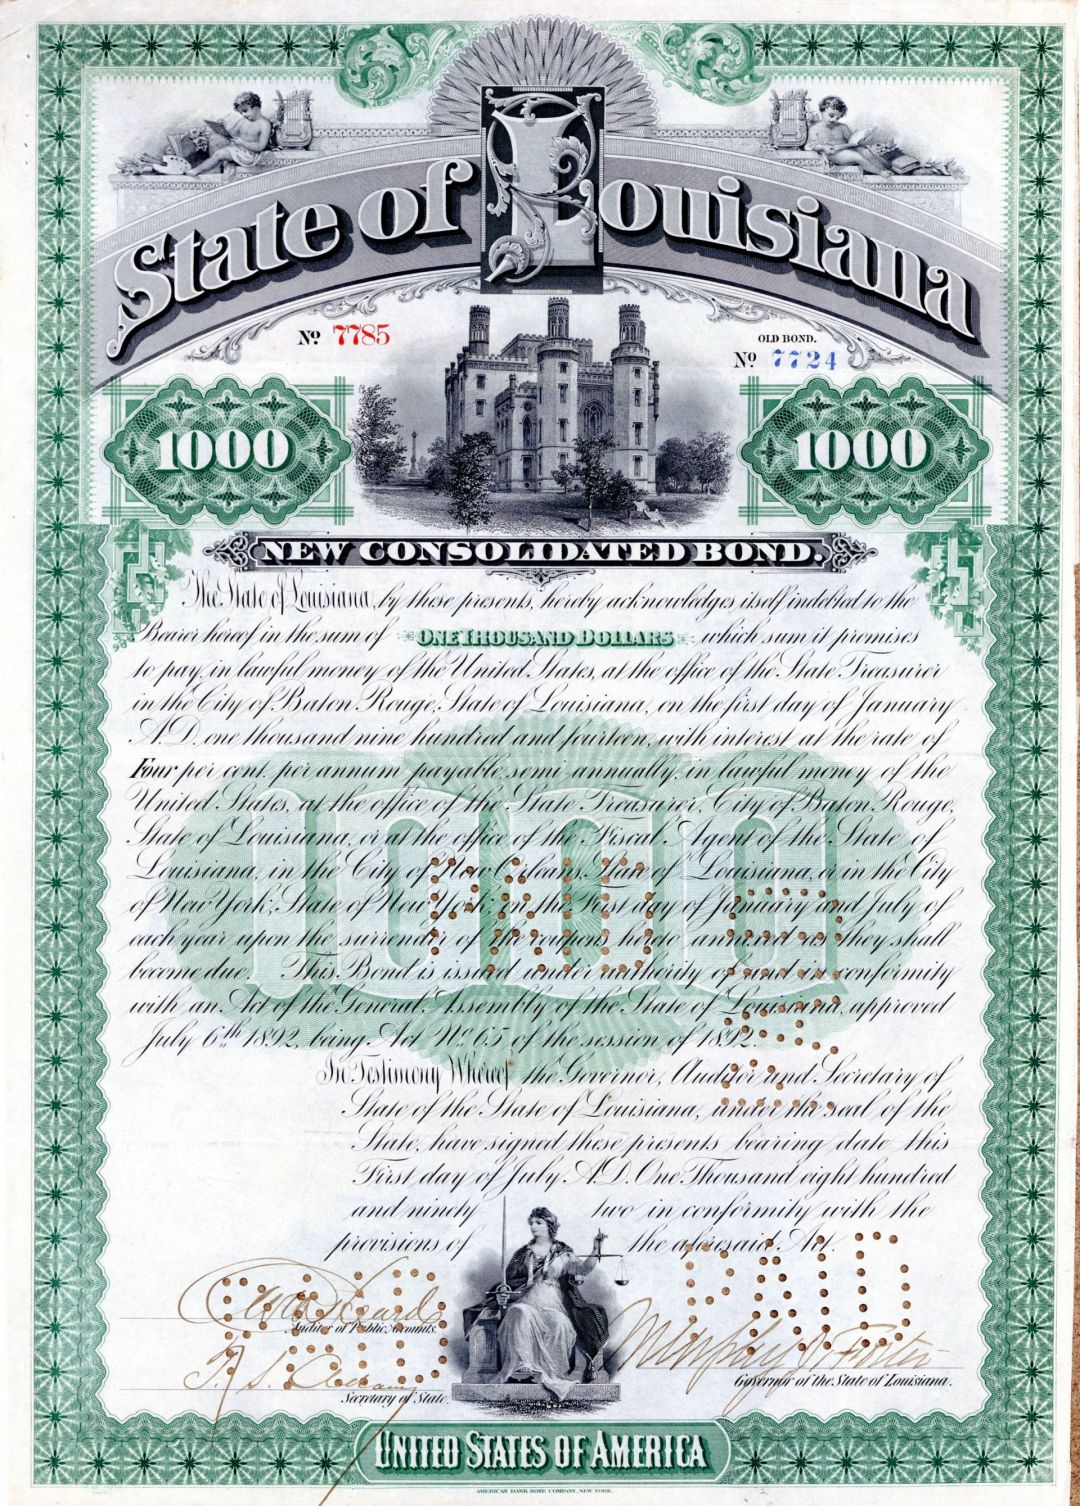 State of Louisiana
No 7785
OLD BOND.
No 7724
1000
1000
NEW CONSOLIDATED BOND.
The State of Louisiana, by these presents, hereby acknowledges itself indebted to the
Bearer hereof in the sum of ONE THOUSAND DOLLARS which sum it promises
to pay, in lawful money of the United States, at the office of the State Treasurer
in the City of Baton Rouge, State of Louisiana, on the first day of January
A.D. one thousand nine hundred and fourteen, with interest at the rate of
Four per cent. per annum payable, semi-annually, in lawful money of the
United States, at the office of the State Treasurer, City of Baton Rouge,
State of Louisiana, or at the office of the Fiscal Agent of the State of
Louisiana, in the City of New Orleans, State of Louisiana, or in the City
of New York, State of New York, on the First day of January and July of
each year upon the surrender of the coupons hereto annexed as they shall
become due. This Bond is issued under authority of and in conformity
with an Act of the General Assembly of the State of Louisiana, approved
July 6th 1892, being Act No. 65 of the session of 1892.
1000
PAID
In Testimony Whereof the Governor, Auditor and Secretary of
State of the State of Louisiana, under the seal of the
State, have signed these presents bearing date this
First day of July A.D. One Thousand eight hundred
and ninety two in conformity with the
provisions of the aforesaid Act.
PAID
PAID
Auditor of Public Accounts.
T. S. Adams
Secretary of State.
Murphy J. Foster
Governor of the State of Louisiana.
UNITED STATES OF AMERICA
AMERICAN BANK NOTE COMPANY, NEW YORK.